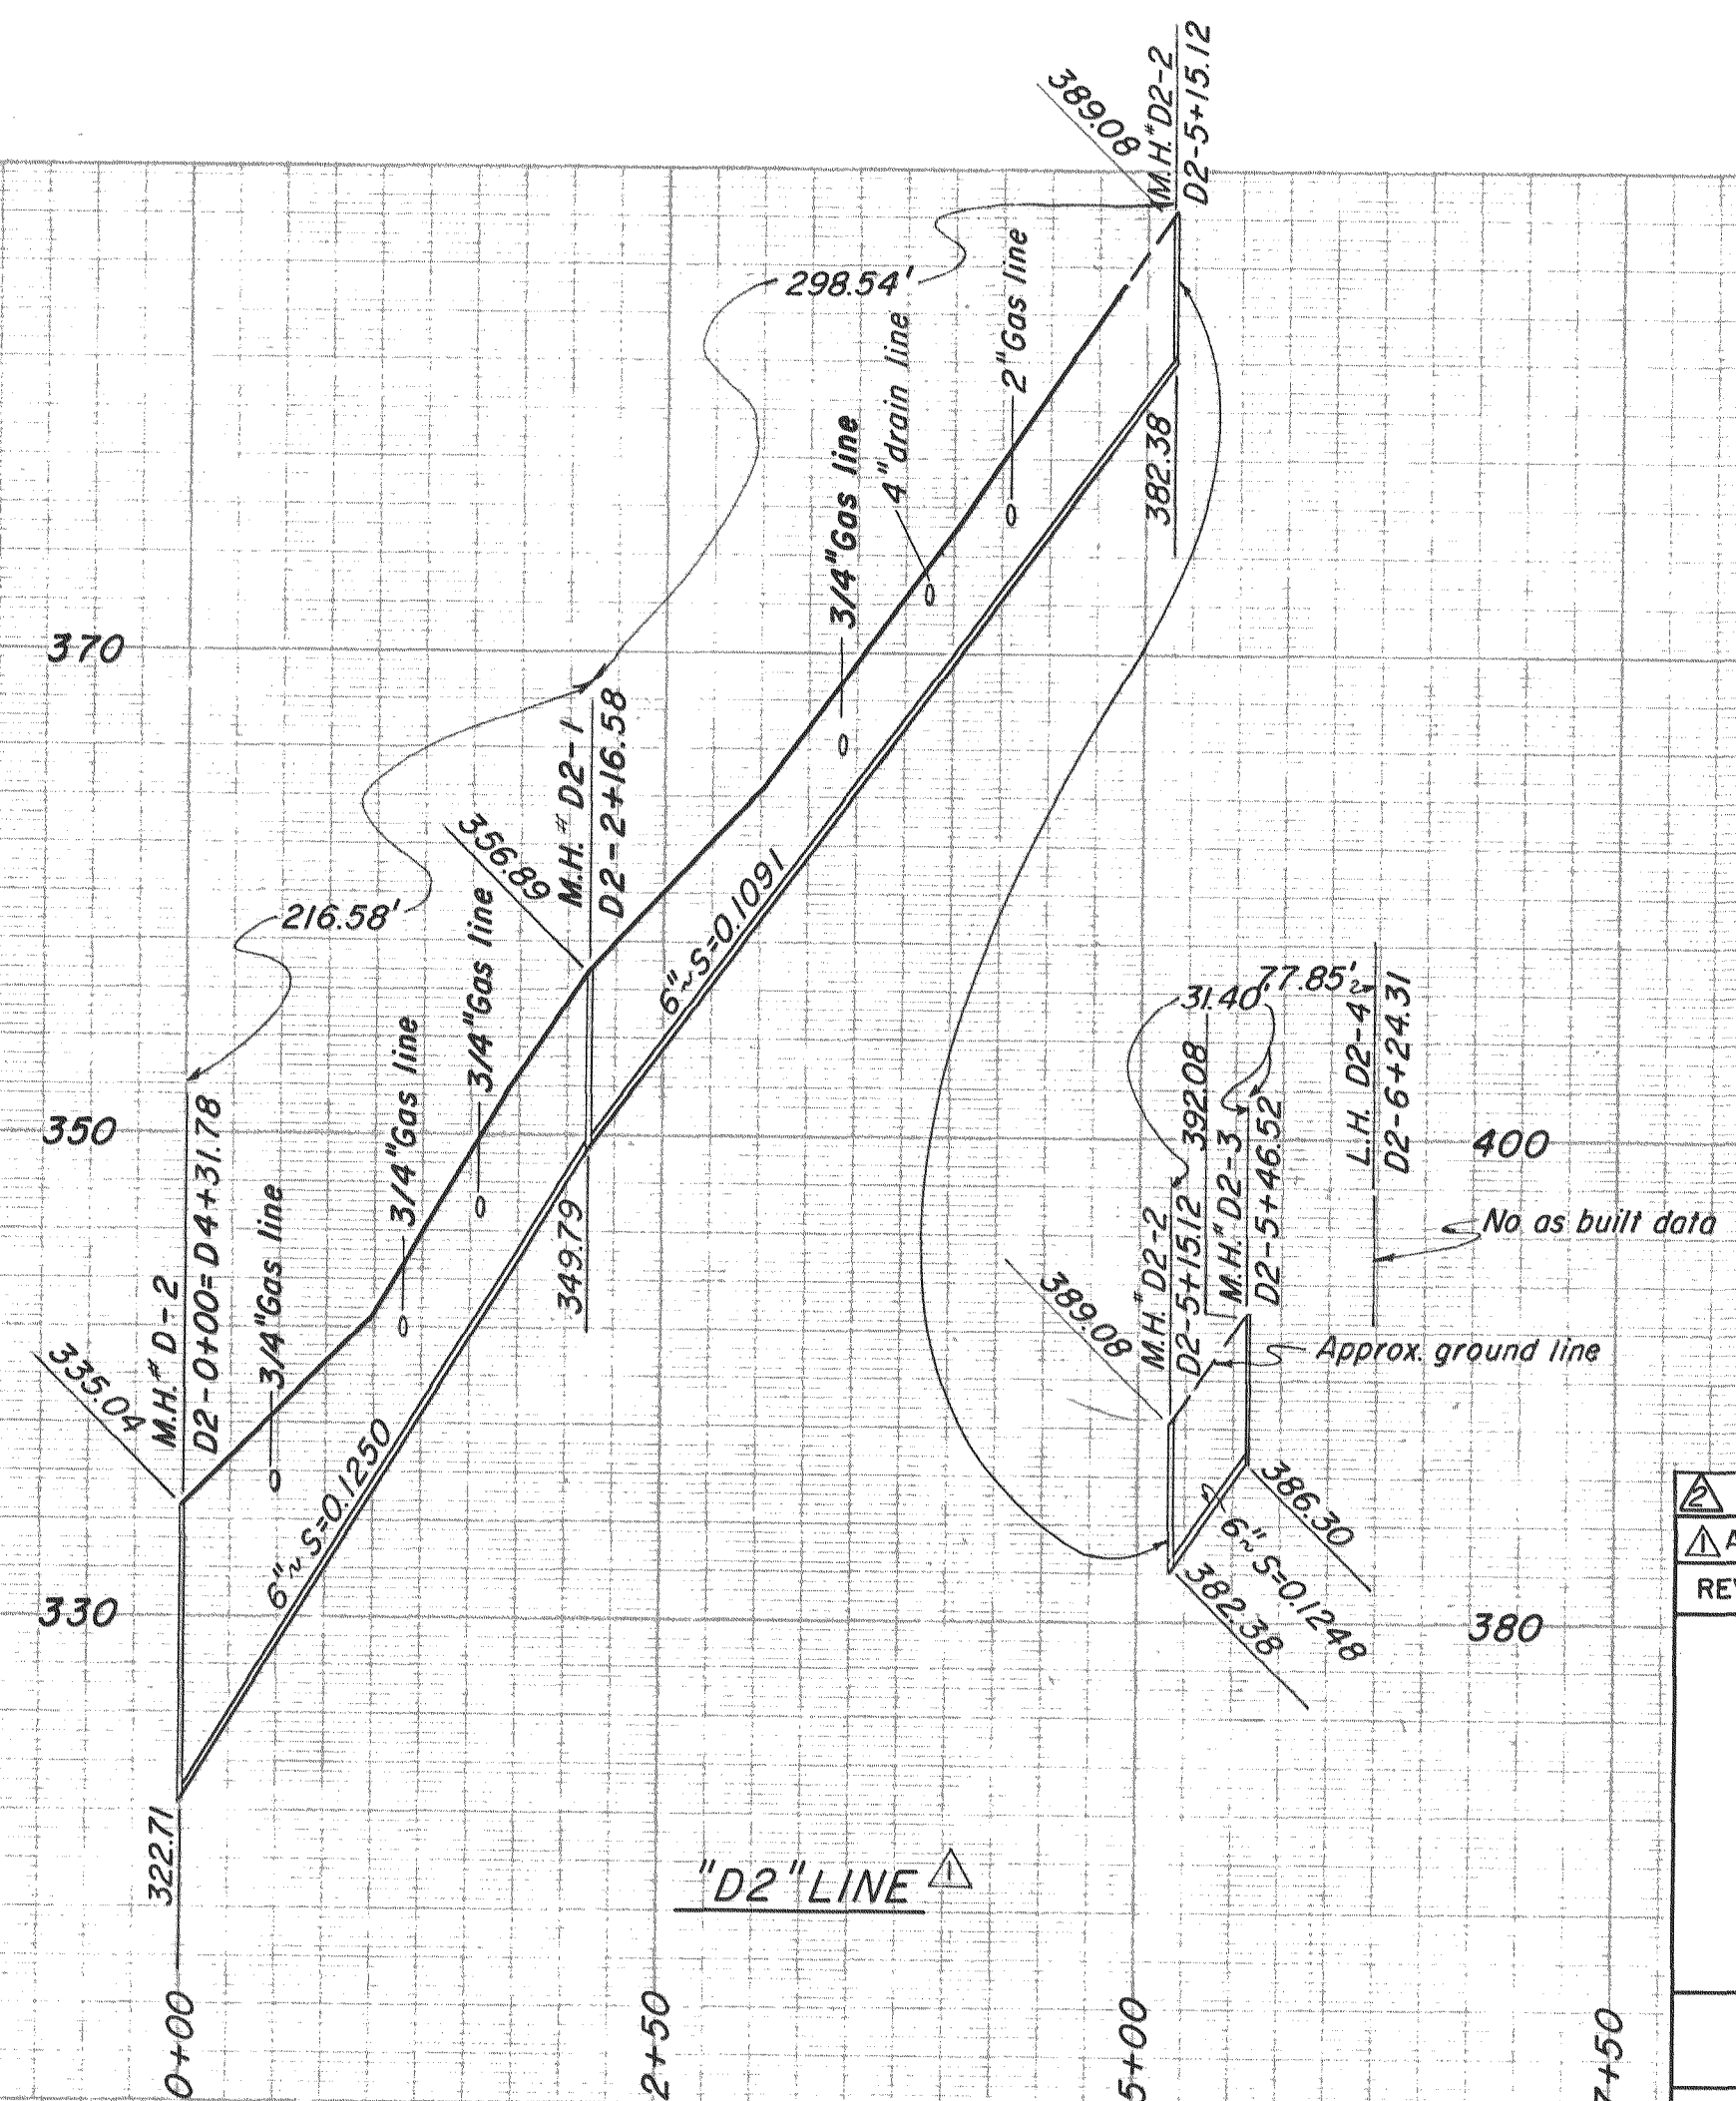 389.08
M.H.#D2-2
D2-5+15.12
298.54'
2"Gas line
4"drain line
3/4"Gas line
382.38
370
M.H.# D2-1
D2-2+16.58
356.89
216.58'
3/4"Gas line
6"~S=0.1091
3/4"Gas line
350
M.H.# D-2
D2-0+00=D4+31.78
3/4"Gas line
335.04
349.79
31.40'
77.85'
L.H. D2-4
D2-6+24.31
392.08
M.H.#D2-3
D2-5+46.52
400
No as built data
M.H.#D2-2
D2-5+15.12
389.08
Approx. ground line
6"~S=0.1250
386.30
6"~S=0.1248
382.38
330
380
2
1 A
REV
322.71
"D2"LINE 1
0+00
2+50
5+00
7+50